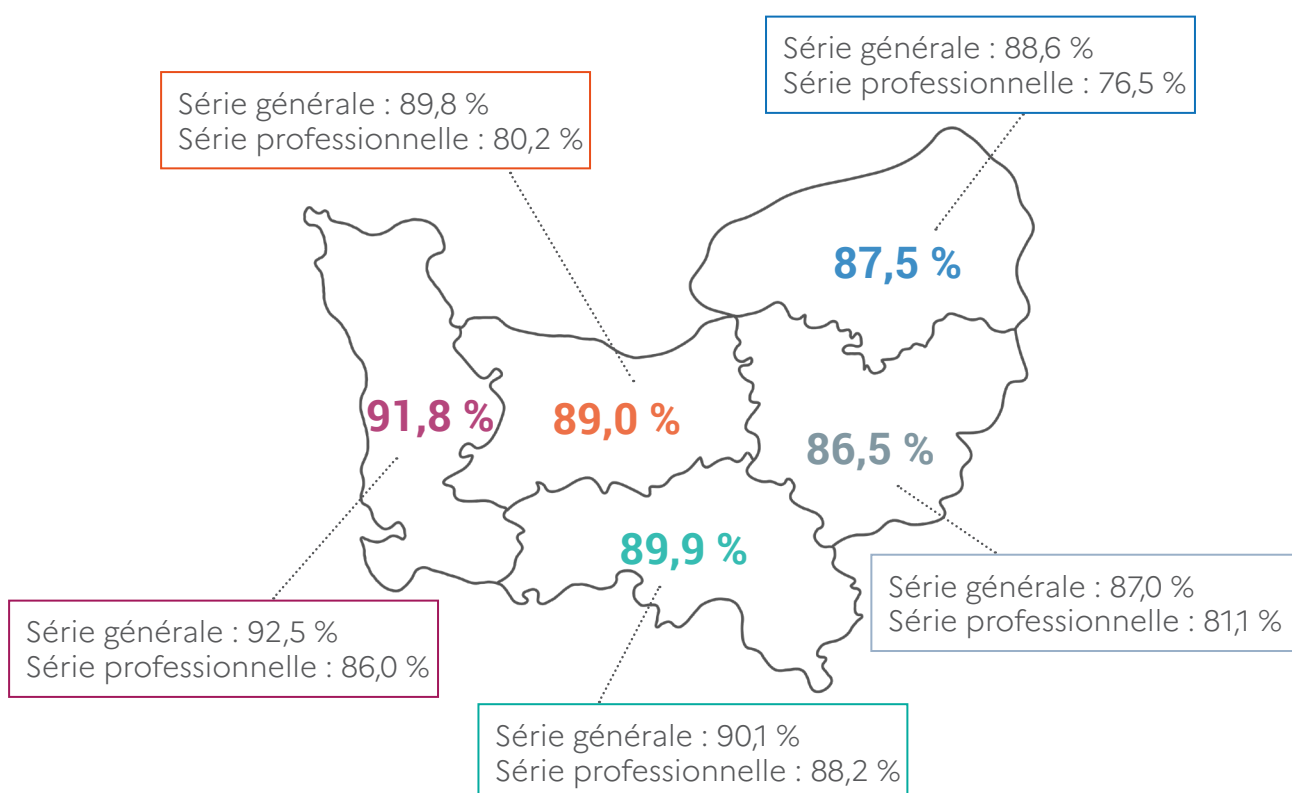 Série générale : 88,6 %
Série professionnelle : 76,5 %
Série générale : 89,8 %
Série professionnelle : 80,2 %
87,5 %
91,8 %
89,0 %
86,5 %
89,9 %
Série générale : 87,0 %
Série professionnelle : 81,1 %
Série générale : 92,5 %
Série professionnelle : 86,0 %
Série générale : 90,1 %
Série professionnelle : 88,2 %